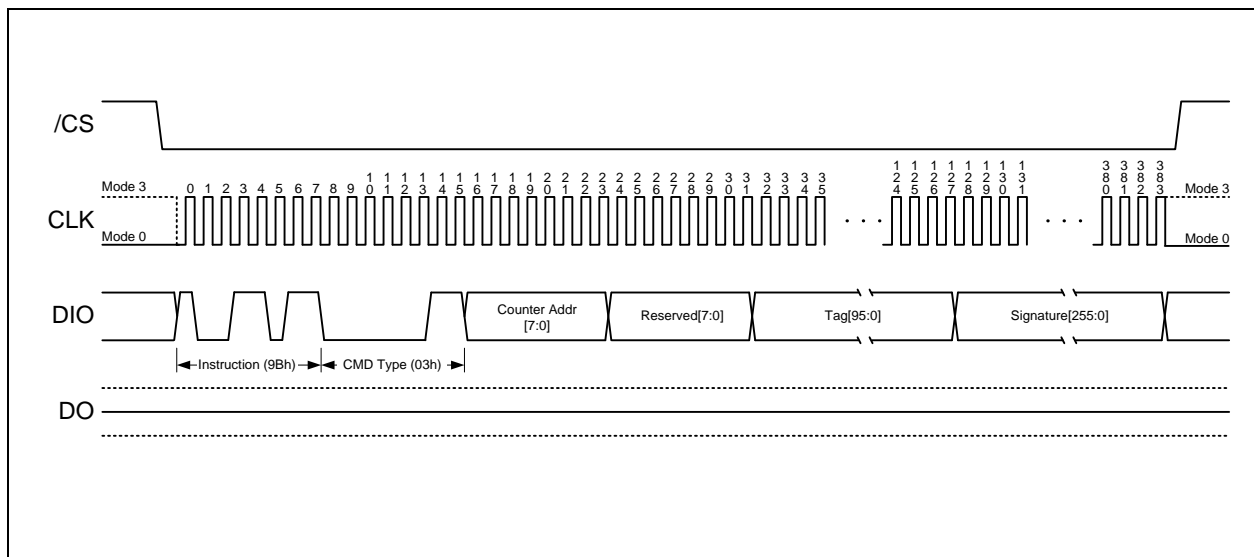 /CS
Mode 3
Mode 0
CLK
0 1 2 3 4 5 6 7 8 9 10 11 12 13 14 15 16 17 18 19 20 21 22 23 24 25 26 27 28 29 30 31 32 33 34 35 124 125 126 127 128 129 130 131 380 381 382 383
. . .
. . .
Mode 3
Mode 0
DIO
Counter Addr
[7:0]
Reserved[7:0]
Tag[95:0]
Signature[255:0]
Instruction (9Bh)
CMD Type (03h)
DO